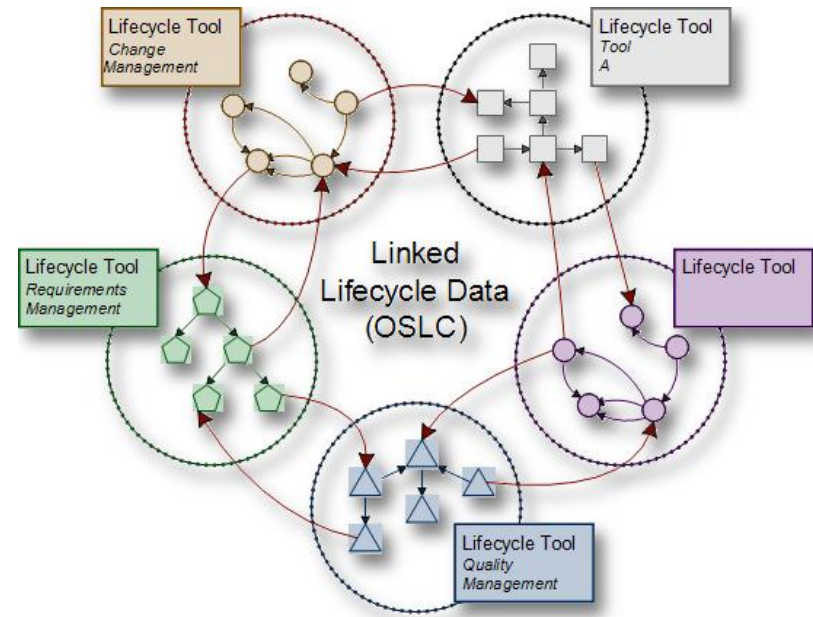 Lifecycle Tool
Change
Management
Lifecycle Tool
Tool
A
Linked
Lifecycle Data
(OSLC)
Lifecycle Tool
Requirements
Management
Lifecycle Tool
Lifecycle Tool
Quality
Management